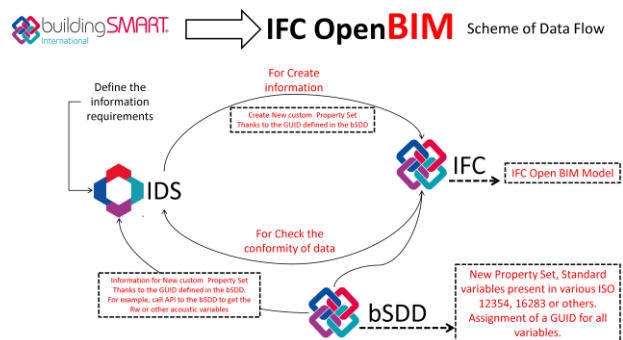 buildingSMART®
International
IFC OpenBIM
Scheme of Data Flow
Define the
information
requirements
For Create
information
Create New custom Property Set
Thanks to the GUID defined in the bSDD
IDS
IFC
IFC Open BIM Model
For Check the
conformity of data
Information for New custom Property Set
Thanks to the GUID defined in the bSDD.
For example, call API to the bSDD to get the
Rw or other acoustic variables
bSDD
New Property Set, Standard
variables present in various ISO
12354, 16283 or others.
Assignment of a GUID for all
variables.